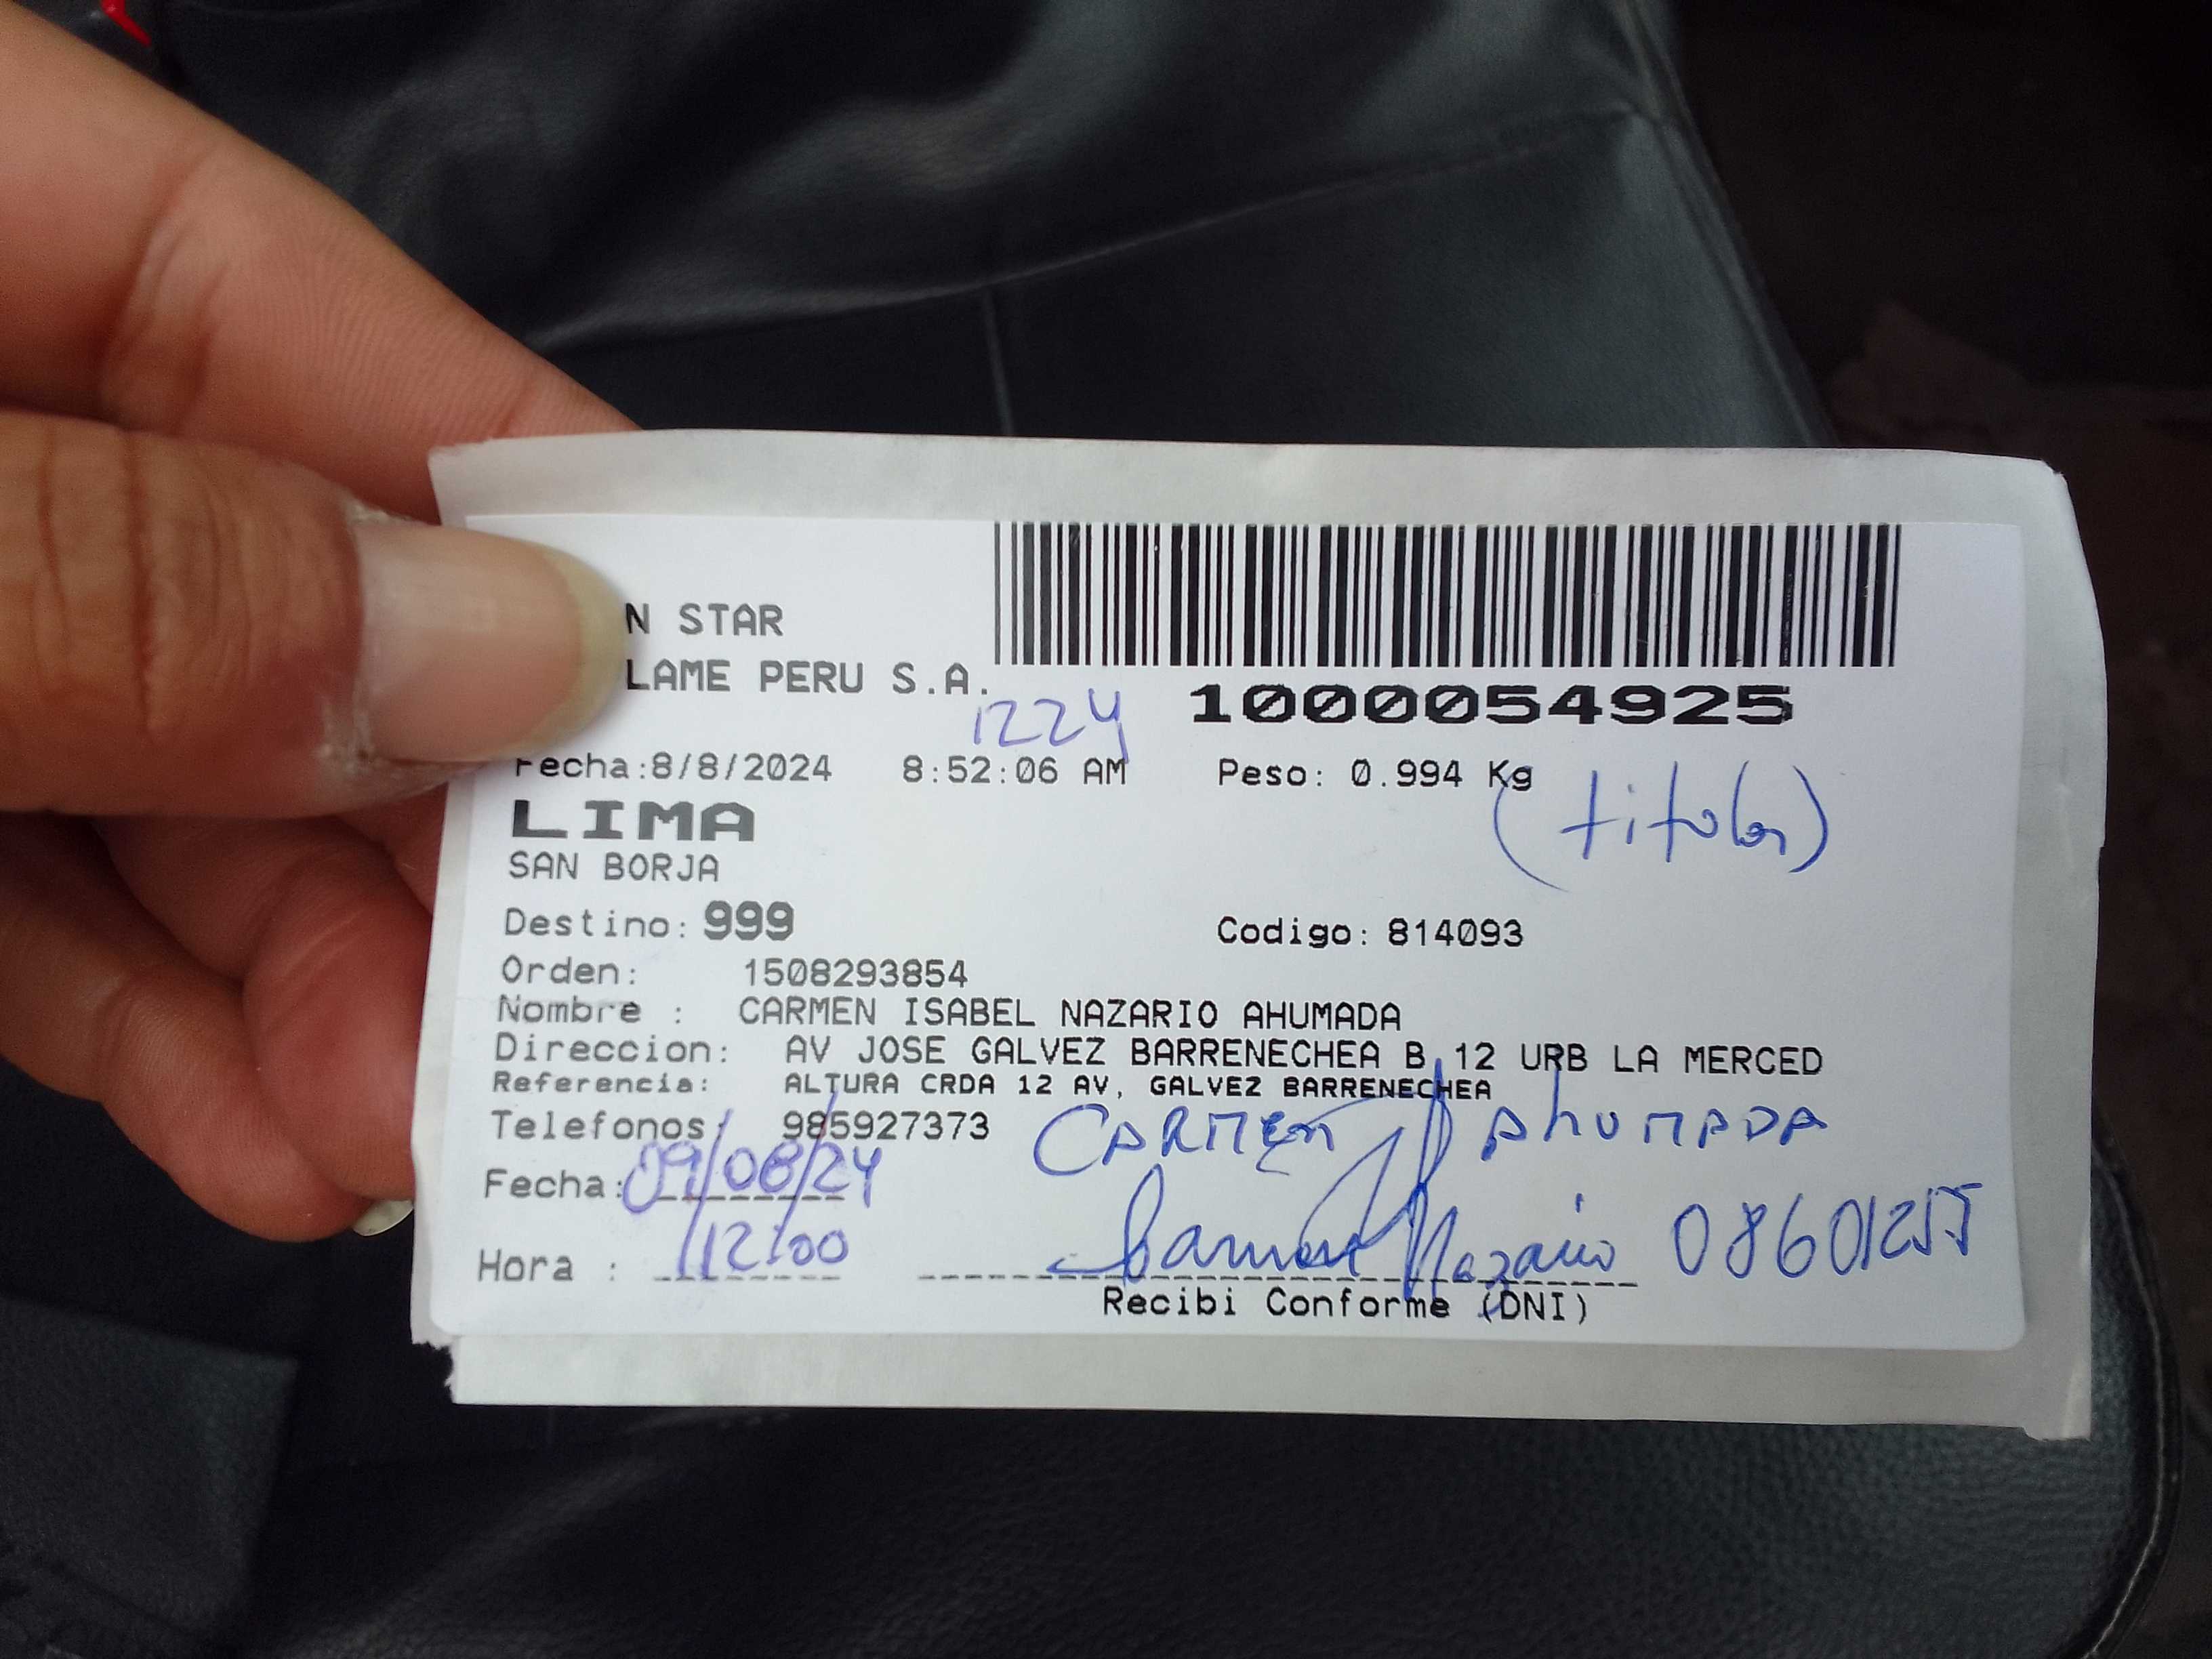 N STAR
LAME PERU S.A.
1224
1000054925
Fecha:8/8/2024 8:52:06 AM Peso: 0.994 Kg
(titular)
LIMA
SAN BORJA
Destino: 999 Codigo: 814093
Orden: 1508293854
Nombre : CARMEN ISABEL NAZARIO AHUMADA
Direccion: AV JOSE GALVEZ BARRENECHEA B 12 URB LA MERCED
Referencia: ALTURA CRDA 12 AV, GALVEZ BARRENECHEA
Telefonos: 985927373
CARMEN AHUMADA
Fecha: 09/08/24
Hora : 12:00
Carmen Nazario 08601255
Recibi Conforme (DNI)